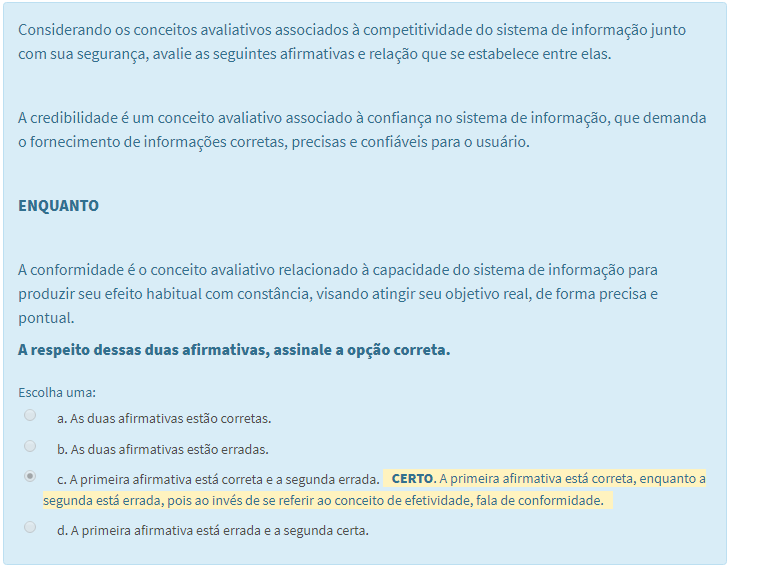 Considerando os conceitos avaliativos associados à competitividade do sistema de informação junto
com sua segurança, avalie as seguintes afirmativas e relação que se estabelece entre elas.
A credibilidade é um conceito avaliativo associado à confiança no sistema de informação, que demanda
o fornecimento de informações corretas, precisas e confiáveis para o usuário.
ENQUANTO
A conformidade é o conceito avaliativo relacionado à capacidade do sistema de informação para
produzir seu efeito habitual com constância, visando atingir seu objetivo real, de forma precisa e
pontual.
A respeito dessas duas afirmativas, assinale a opção correta.
Escolha uma:
a. As duas afirmativas estão corretas.
b. As duas afirmativas estão erradas.
c. A primeira afirmativa está correta e a segunda errada. CERTO. A primeira afirmativa está correta, enquanto a
segunda está errada, pois ao invés de se referir ao conceito de efetividade, fala de conformidade.
d. A primeira afirmativa está errada e a segunda certa.